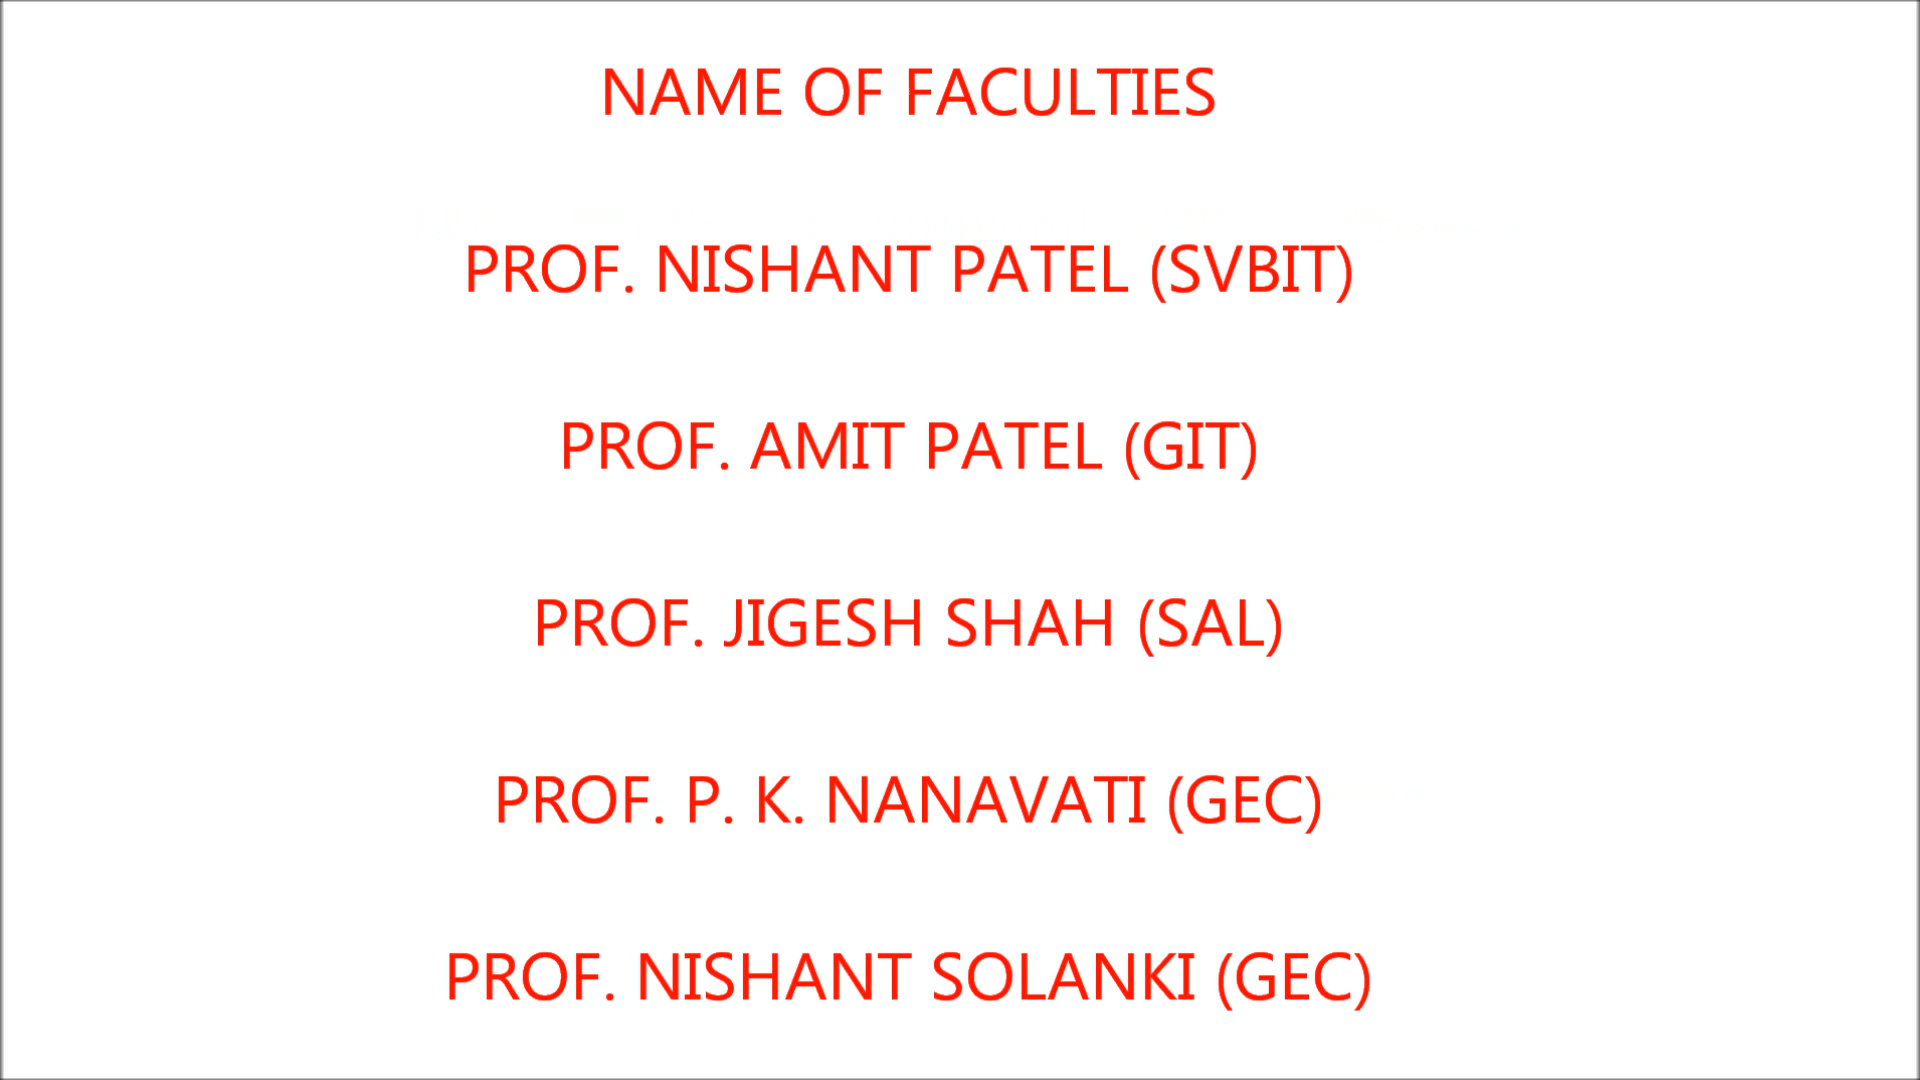 NAME OF FACULTIES
PROF. NISHANT PATEL (SVBIT)
PROF. AMIT PATEL (GIT)
PROF. JIGESH SHAH (SAL)
PROF. P. K. NANAVATI (GEC)
PROF. NISHANT SOLANKI (GEC)